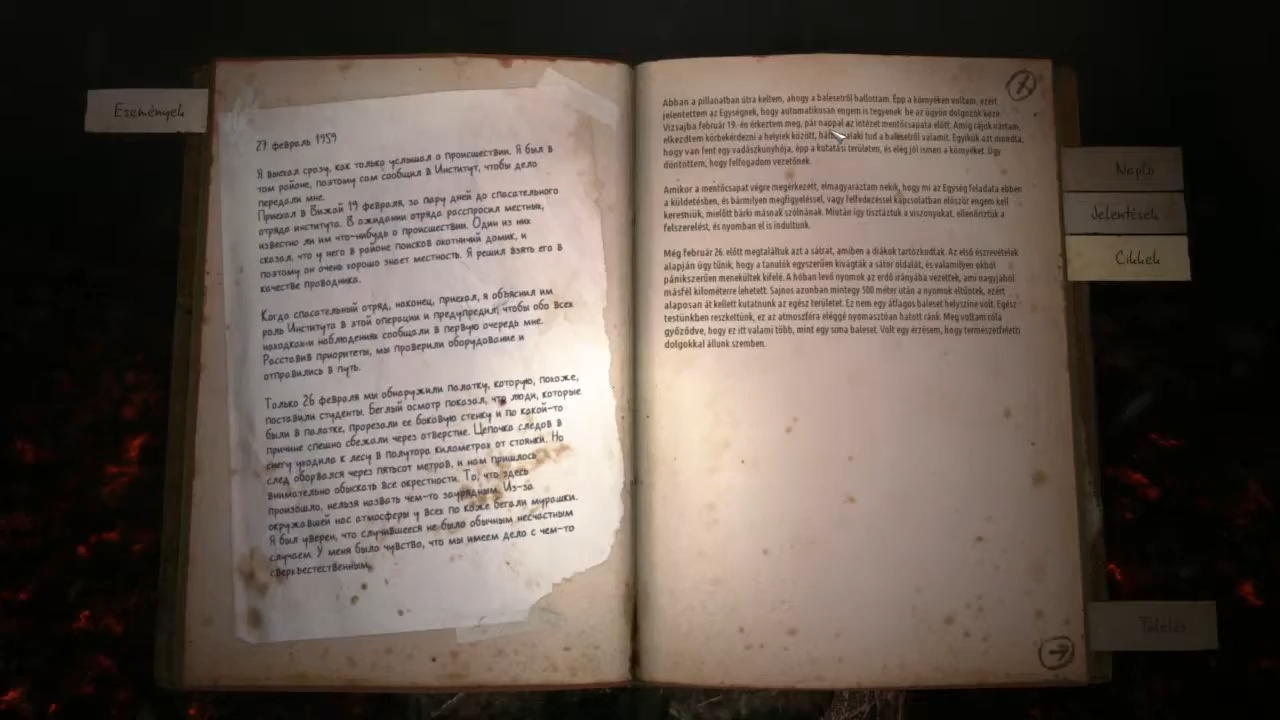 Események
27 февраль 1959
Я выехал сразу, как только услышал о происшествии. Я был в
том районе, поэтому сам сообщил в Институт, чтобы дело
передали мне.
Приехал в Вижай 19 февраля, за пару дней до спасательного
отряда института. В ожидании отряда расспросил местных,
известно ли им что-нибудь о происшествии. Один из них
сказал, что у него в районе поисков охотничий домик, и
поэтому он очень хорошо знает местность. Я решил взять его в
качестве проводника.
Когда спасательный отряд, наконец, приехал, я объяснил им
роль Института в этой операции и предупредил, чтобы обо всех
находках и наблюдениях сообщали в первую очередь мне.
Расставив приоритеты, мы проверили оборудование и
отправились в путь.
Только 26 февраля мы обнаружили палатку, которую, похоже,
поставили студенты. Беглый осмотр показал, что люди, которые
были в палатке, прорезали ее боковую стенку и по какой-то
причине спешно сбежали через отверстие. Цепочка следов в
снегу уходила к лесу в полутора километрах от стоянки. Но
след оборвался через пятьсот метров, и нам пришлось
внимательно обыскать все окрестности. То, что здесь
произошло, нельзя назвать чем-то заурядным. Из-за
окружавшей нас атмосферы у всех по коже бегали мурашки.
Я был уверен, что случившееся не было обычным несчастным
случаем. У меня было чувство, что мы имеем дело с чем-то
сверхъестественным.
Abban a pillanatban útra keltem, ahogy a balesetről hallottam. Épp a környéken voltam, ezért
jelentettem az Egységnek, hogy automatikusan engem is tegyenek be az ügyön dolgozók közé.
Vizsajba február 19.-én érkeztem meg, pár nappal az intézet mentőcsapata előtt. Amíg rájok vártam,
elkezdtem körbekérdezni a helyiek között, hátha valaki tud a balesetről valamit. Egyikük azt mondta,
hogy van fent egy vadászkunyhója, épp a kutatási területen, és elég jól ismeri a környéket. Úgy
döntöttem, hogy felfogadom vezetőnek.
Amikor a mentőcsapat végre megérkezett, elmagyaráztam nekik, hogy mi az Egység feladata ebben
a küldetésben, és bármilyen megfigyeléssel, vagy felfedezéssel kapcsolatban először engem kell
keresniük, mielőtt bárki másnak szólnának. Miután így tisztáztuk a viszonyokat, ellenőriztük a
felszerelést, és nyomban el is indultunk.
Még Február 26. előtt megtaláltuk azt a sátrat, amiben a diákok tartózkodtak. Az első észrevételek
alapján úgy tűnik, hogy a tanulók egyszerűen kivágták a sátor oldalát, és valamilyen okból
pánikszerűen menekültek kifelé. A hóban levő nyomok az erdő irányába vezettek, ami nagyjából
másfél kilométerre lehetett. Sajnos azonban mintegy 500 méter után a nyomok eltűntek, ezért
alaposan át kellett kutatnunk az egész területet. Ez nem egy átlagos baleset helyszíne volt. Egész
testünkben reszkettünk, ez az atmoszféra eléggé nyomasztóan hatott ránk. Meg voltam róla
győződve, hogy ez itt valami több, mint egy sima baleset. Volt egy érzésem, hogy természetfeletti
dolgokkal állunk szemben.
Napló
Jelentések
Cikkek
Túlélés